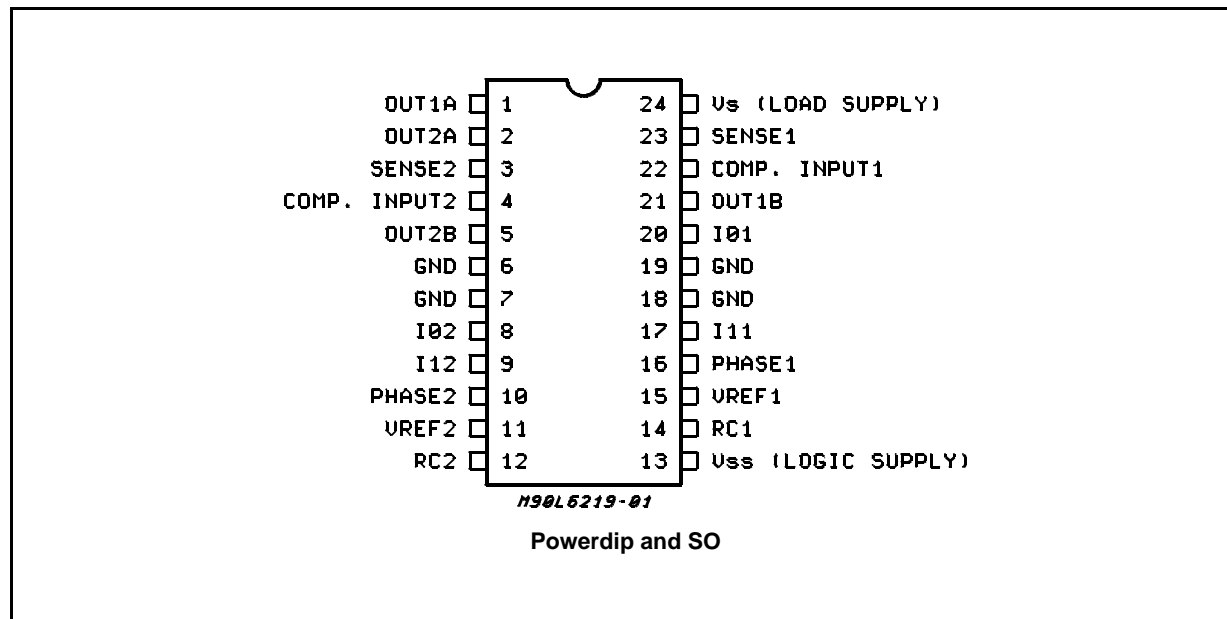 OUT1A 1 24 Vs (LOAD SUPPLY)
OUT2A 2 23 SENSE1
SENSE2 3 22 COMP. INPUT1
COMP. INPUT2 4 21 OUT1B
OUT2B 5 20 I01
GND 6 19 GND
GND 7 18 GND
I02 8 17 I11
I12 9 16 PHASE1
PHASE2 10 15 VREF1
VREF2 11 14 RC1
RC2 12 13 Vss (LOGIC SUPPLY)
M90L6219-01
Powerdip and SO